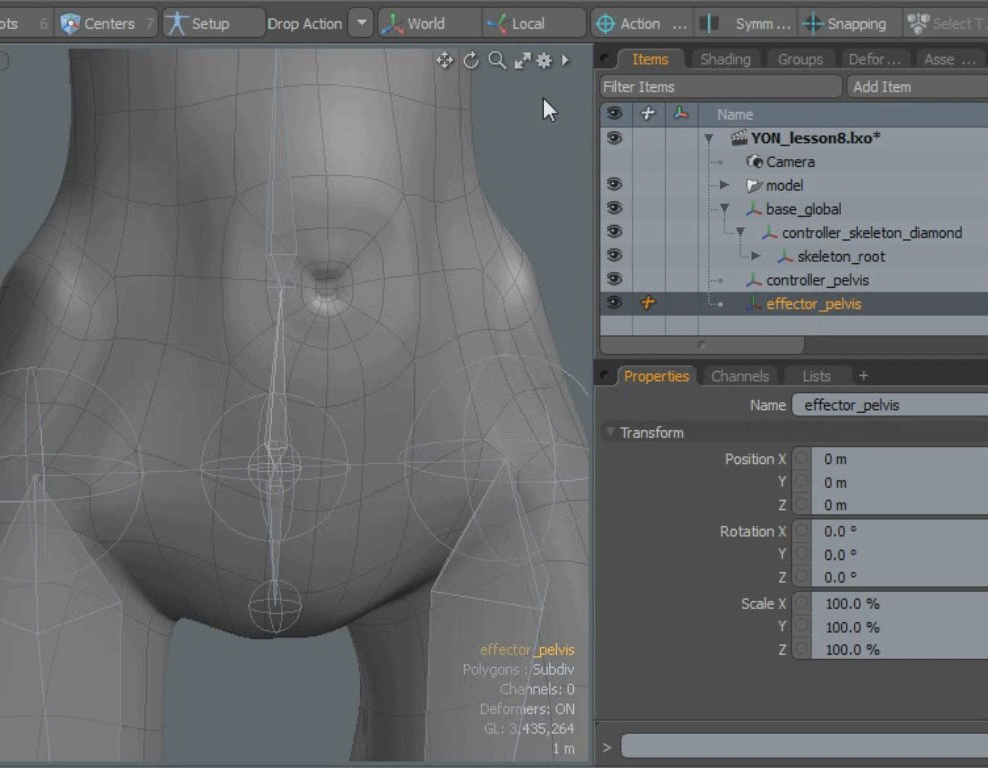 ots 6 Centers 7 Setup Drop Action World Local Action ... Symm ... Snapping Select T
Items Shading Groups Defor ... Asse ...
Filter Items Add Item
Name
YON_lesson8.lxo*
Camera
model
base_global
controller_skeleton_diamond
skeleton_root
controller_pelvis
effector_pelvis
Properties Channels Lists +
Name effector_pelvis
Transform
Position X 0 m
Y 0 m
Z 0 m
Rotation X 0.0 °
Y 0.0 °
Z 0.0 °
Scale X 100.0 %
Y 100.0 %
Z 100.0 %
effector_pelvis
Polygons : Subdiv
Channels: 0
Deformers: ON
GL: 3,435,264
1 m
>